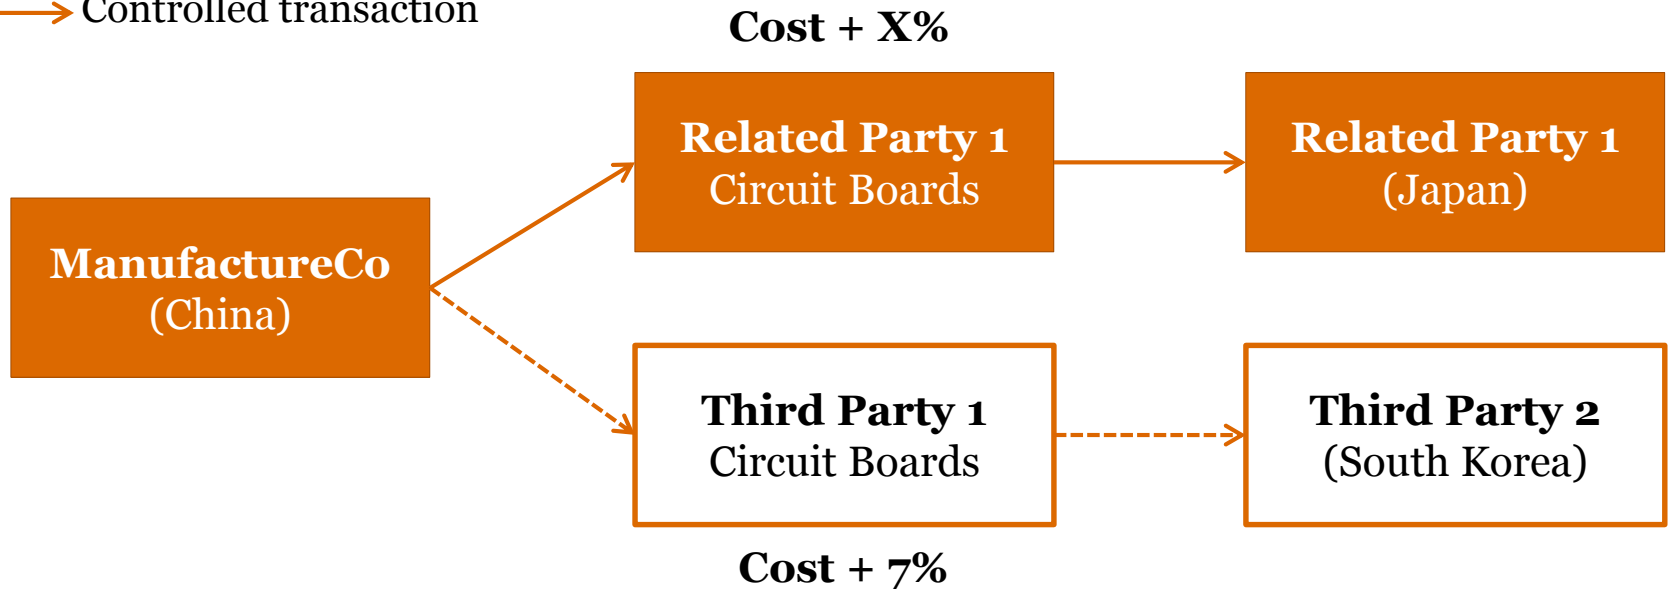 Controlled transaction
Cost + X%
Related Party 1
Circuit Boards
Related Party 1
(Japan)
ManufactureCo
(China)
Third Party 1
Circuit Boards
Third Party 2
(South Korea)
Cost + 7%